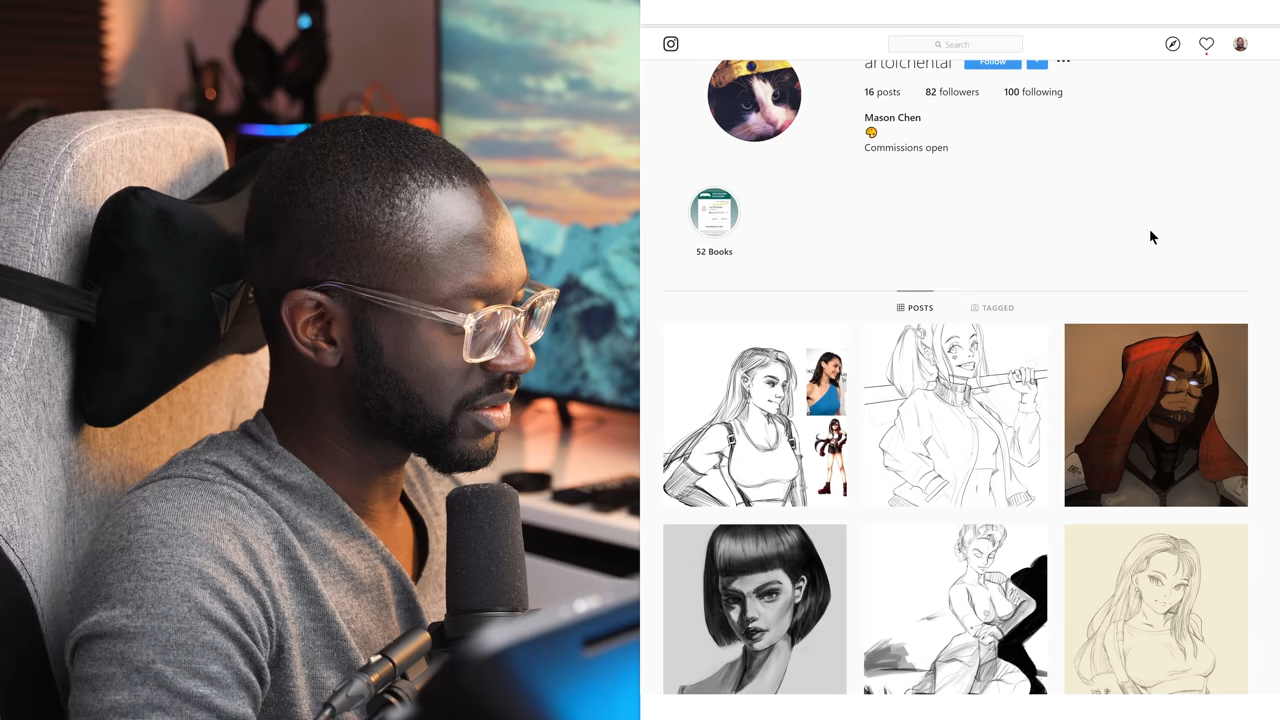 Search
Follow
16 posts 82 followers 100 following
Mason Chen
Commissions open
52 Books
POSTS TAGGED